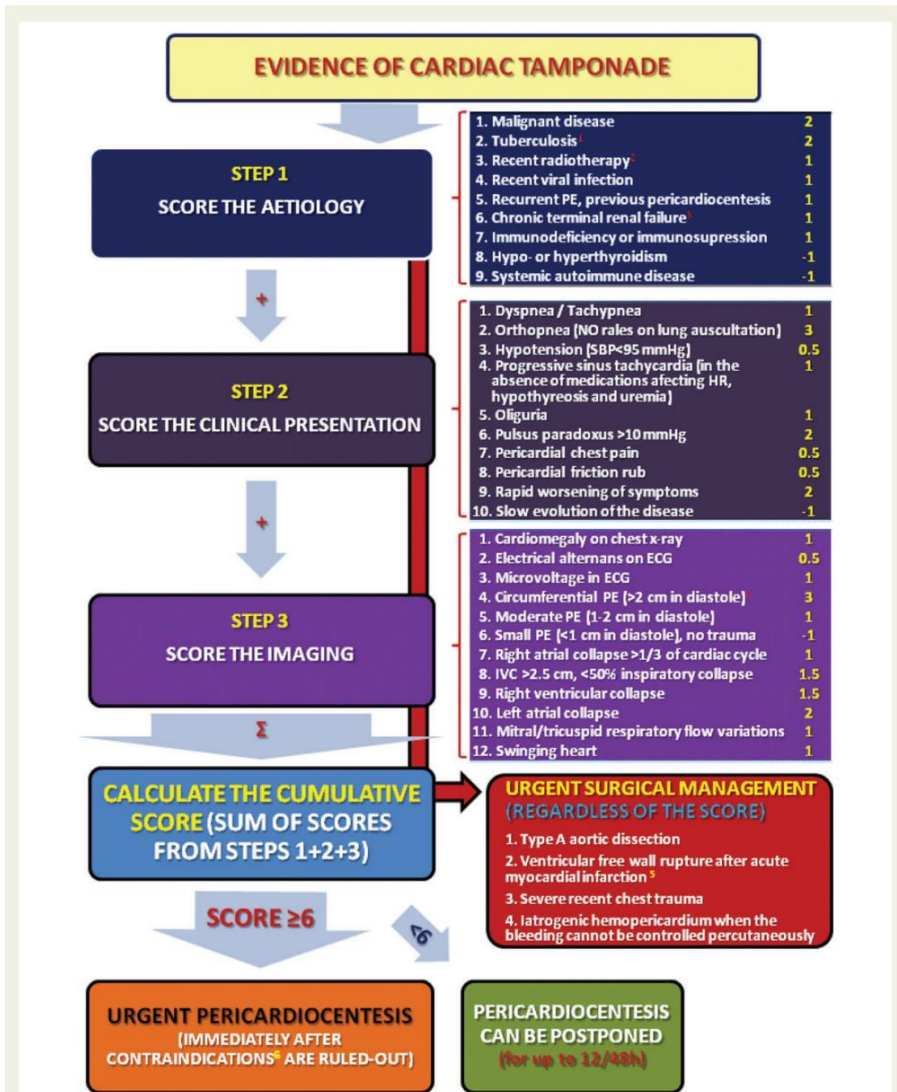 EVIDENCE OF CARDIAC TAMPONADE
STEP 1
SCORE THE AETIOLOGY
1. Malignant disease 2
2. Tuberculosis1 2
3. Recent radiotherapy2 1
4. Recent viral infection 1
5. Recurrent PE, previous pericardiocentesis 1
6. Chronic terminal renal failure3 1
7. Immunodeficiency or immunosupression 1
8. Hypo- or hyperthyroidism -1
9. Systemic autoimmune disease -1
+
STEP 2
SCORE THE CLINICAL PRESENTATION
1. Dyspnea / Tachypnea 1
2. Orthopnea (NO rales on lung auscultation) 3
3. Hypotension (SBP<95 mmHg) 0.5
4. Progressive sinus tachycardia (in the 1
absence of medications afecting HR,
hypothyreosis and uremia)
5. Oliguria 1
6. Pulsus paradoxus >10 mmHg 2
7. Pericardial chest pain 0.5
8. Pericardial friction rub 0.5
9. Rapid worsening of symptoms 2
10. Slow evolution of the disease -1
+
STEP 3
SCORE THE IMAGING
1. Cardiomegaly on chest x-ray 1
2. Electrical alternans on ECG 0.5
3. Microvoltage in ECG 1
4. Circumferential PE (>2 cm in diastole) 3
5. Moderate PE (1-2 cm in diastole) 1
6. Small PE (<1 cm in diastole), no trauma -1
7. Right atrial collapse >1/3 of cardiac cycle 1
8. IVC >2.5 cm, <50% inspiratory collapse 1.5
9. Right ventricular collapse 1.5
10. Left atrial collapse 2
11. Mitral/tricuspid respiratory flow variations 1
12. Swinging heart 1
Σ
CALCULATE THE CUMULATIVE
SCORE (SUM OF SCORES
FROM STEPS 1+2+3)
URGENT SURGICAL MANAGEMENT
(REGARDLESS OF THE SCORE)
1. Type A aortic dissection
2. Ventricular free wall rupture after acute
myocardial infarction 5
3. Severe recent chest trauma
4. Iatrogenic hemopericardium when the
bleeding cannot be controlled percutaneously
SCORE ≥6
<6
URGENT PERICARDIOCENTESIS
(IMMEDIATELY AFTER
CONTRAINDICATIONS6 ARE RULED-OUT)
PERICARDIOCENTESIS
CAN BE POSTPONED
(for up to 12/48h)